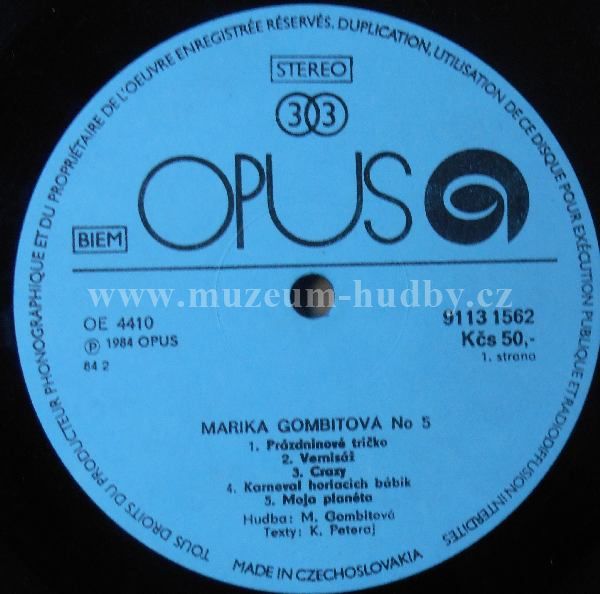 TOUS DROITS DU PRODUCTEUR PHONOGRAPHIQUE ET DU PROPRIÉTAIRE DE L'OEUVRE ENREGISTRÉE RÉSERVÉS. DUPLICATION, UTILISATION DE CE DISQUE POUR EXÉCUTION PUBLIQUE ET RADIODIFFUSION INTERDITES
STEREO
33
OPUS
BIEM
www.muzeum-hudby.cz
OE 4410
9113 1562
℗ 1984 OPUS
Kčs 50,-
84 2
1. strana
MARIKA GOMBITOVÁ No 5
1. Prázdninové tričko
2. Vernisáž
3. Crazy
4. Karneval horiacich bábik
5. Moja planéta
Hudba: M. Gombitová
Texty: K. Peteraj
MADE IN CZECHOSLOVAKIA